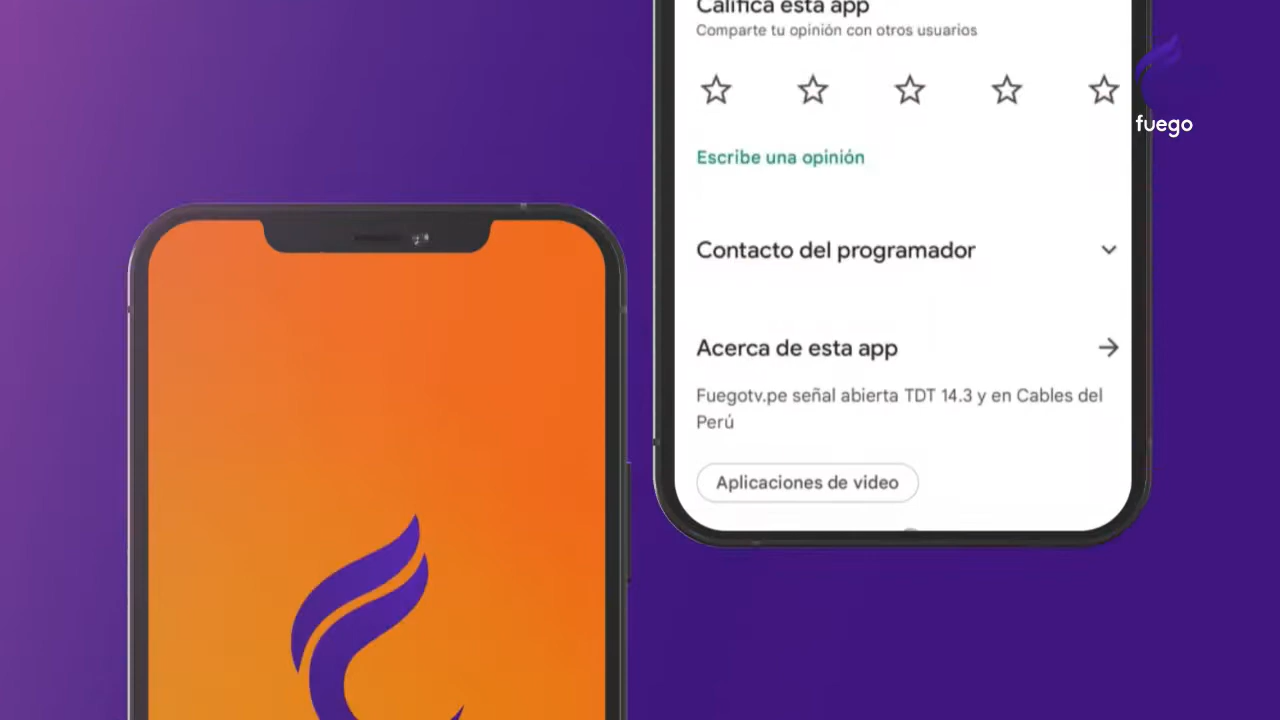 Califica esta app
Comparte tu opinión con otros usuarios
fuego
Escribe una opinión
Contacto del programador
Acerca de esta app
Fuegotv.pe señal abierta TDT 14.3 y en Cables del
Perú
Aplicaciones de video